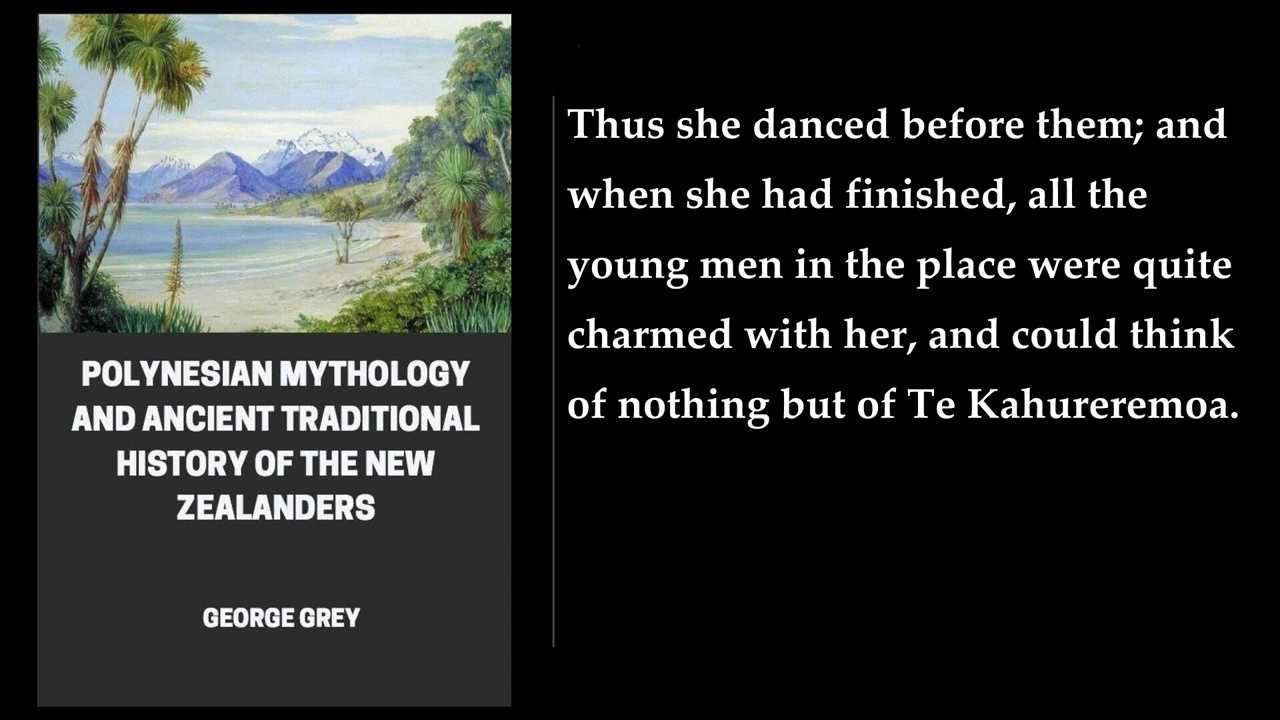 POLYNESIAN MYTHOLOGY
AND ANCIENT TRADITIONAL
HISTORY OF THE NEW
ZEALANDERS
GEORGE GREY
Thus she danced before them; and
when she had finished, all the
young men in the place were quite
charmed with her, and could think
of nothing but of Te Kahureremoa.